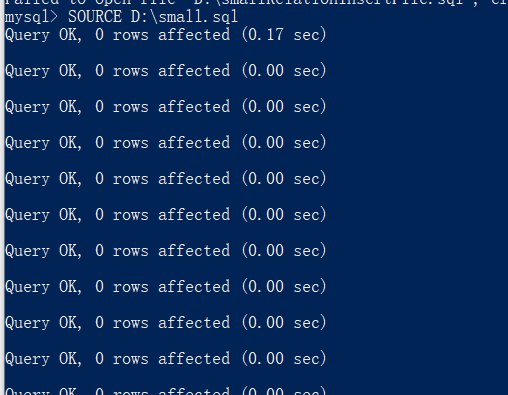 Failed to open file 'D:\smallRelationInsertFile.sql', er
mysql> SOURCE D:\small.sql
Query OK, 0 rows affected (0.17 sec)
Query OK, 0 rows affected (0.00 sec)
Query OK, 0 rows affected (0.00 sec)
Query OK, 0 rows affected (0.00 sec)
Query OK, 0 rows affected (0.00 sec)
Query OK, 0 rows affected (0.00 sec)
Query OK, 0 rows affected (0.00 sec)
Query OK, 0 rows affected (0.00 sec)
Query OK, 0 rows affected (0.00 sec)
Query OK, 0 rows affected (0.00 sec)
Query OK, 0 rows affected (0.00 sec)